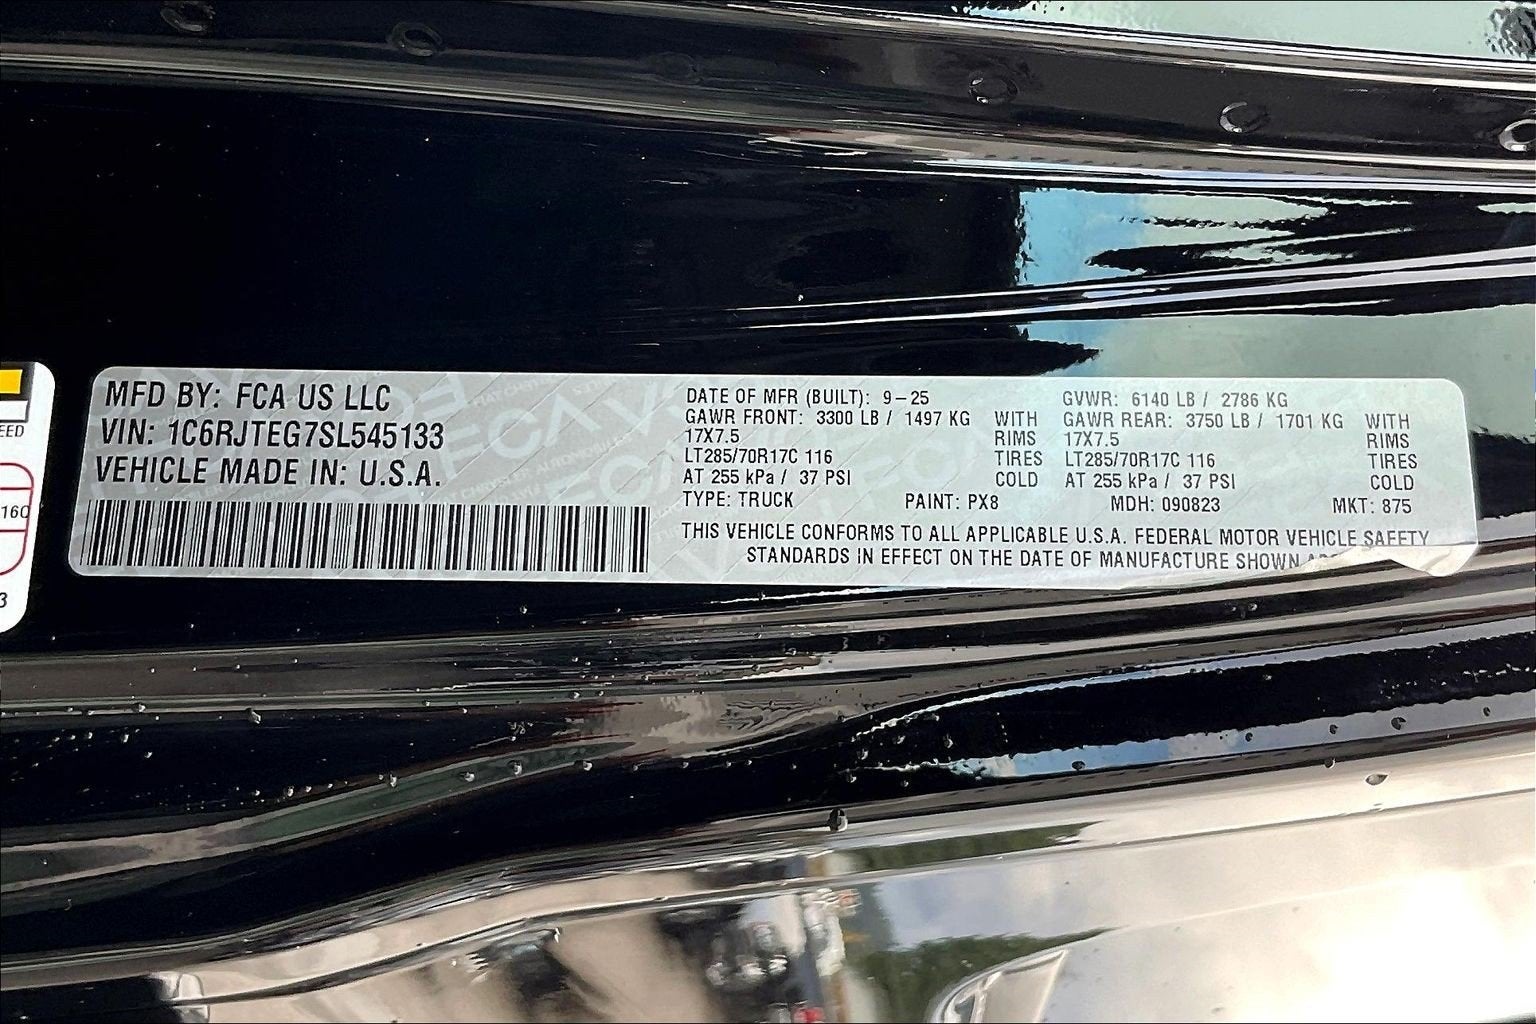 MFD BY: FCA US LLC
VIN: 1C6RJTEG7SL545133
VEHICLE MADE IN: U.S.A.
DATE OF MFR (BUILT): 9-25 GVWR: 6140 LB / 2786 KG
GAWR FRONT: 3300 LB / 1497 KG WITH GAWR REAR: 3750 LB / 1701 KG WITH
17X7.5 RIMS 17X7.5 RIMS
LT285/70R17C 116 TIRES LT285/70R17C 116 TIRES
AT 255 kPa / 37 PSI COLD AT 255 kPa / 37 PSI COLD
TYPE: TRUCK PAINT: PX8 MDH: 090823 MKT: 875
THIS VEHICLE CONFORMS TO ALL APPLICABLE U.S.A. FEDERAL MOTOR VEHICLE SAFETY
STANDARDS IN EFFECT ON THE DATE OF MANUFACTURE SHOWN